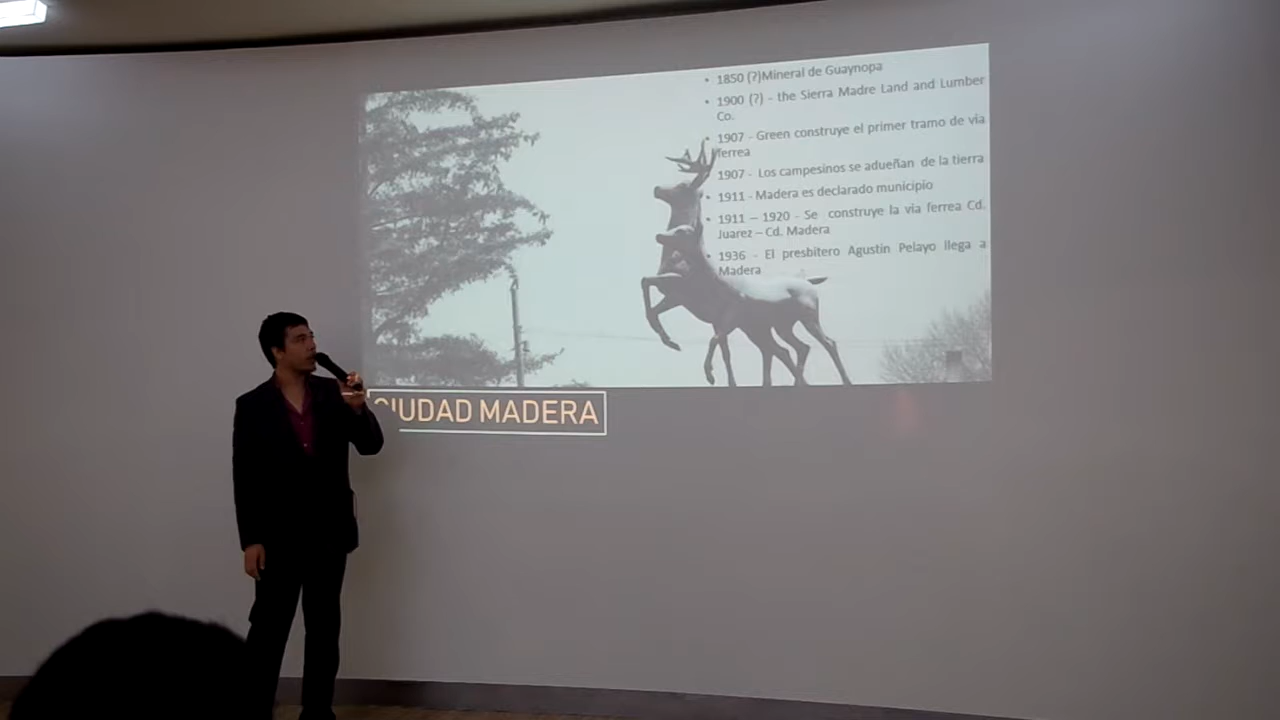 • 1850 (?)Mineral de Guaynopa
• 1900 (?) - the Sierra Madre Land and Lumber
Co.
• 1907 - Green construye el primer tramo de via
ferrea
1907 - Los campesinos se adueñan de la tierra
• 1911 - Madera es declarado municipio
• 1911 – 1920 - Se construye la via ferrea Cd.
Juarez – Cd. Madera
• 1936 - El presbitero Agustin Pelayo llega a
Madera
CIUDAD MADERA